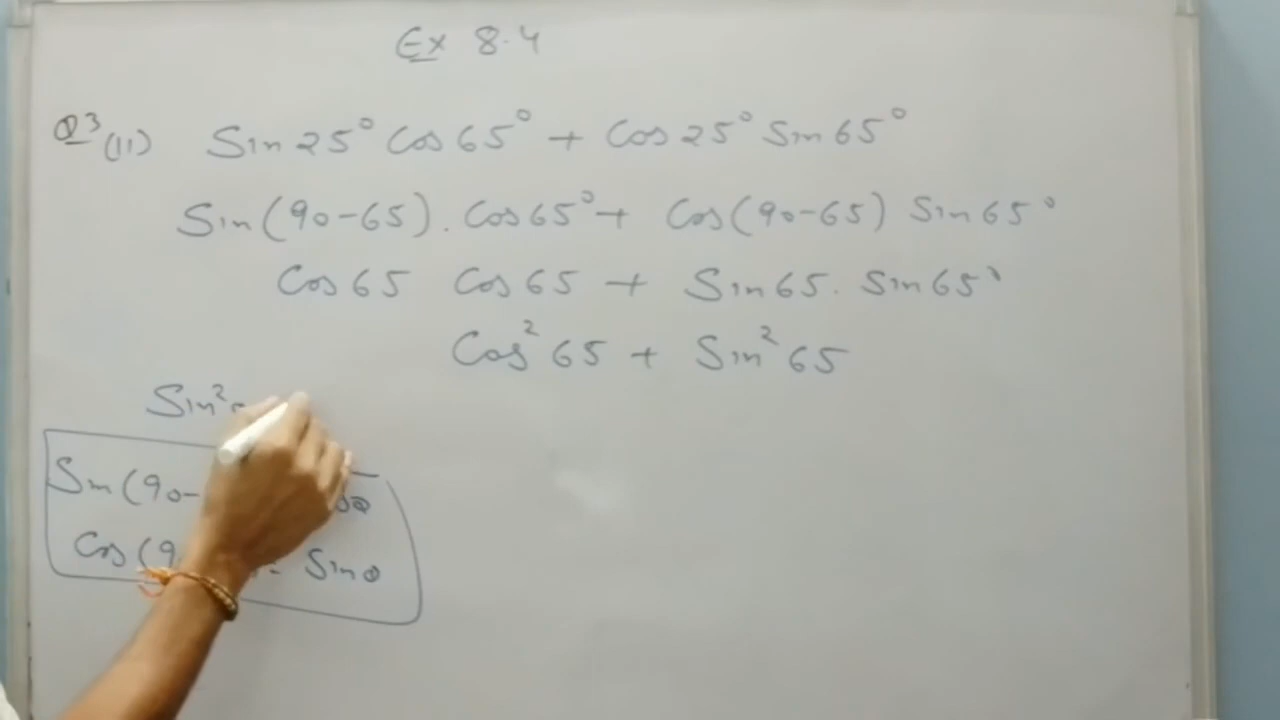 Ex 8.4
Q3 (11) Sin 25° Cos 65° + Cos 25° Sin 65°
Sin (90-65) . Cos 65° + Cos (90-65) Sin 65°
Cos 65 Cos 65 + Sin 65 . Sin 65°
Cos² 65 + Sin² 65
Sin²
Sin (90-
Cos (9 Sin θ